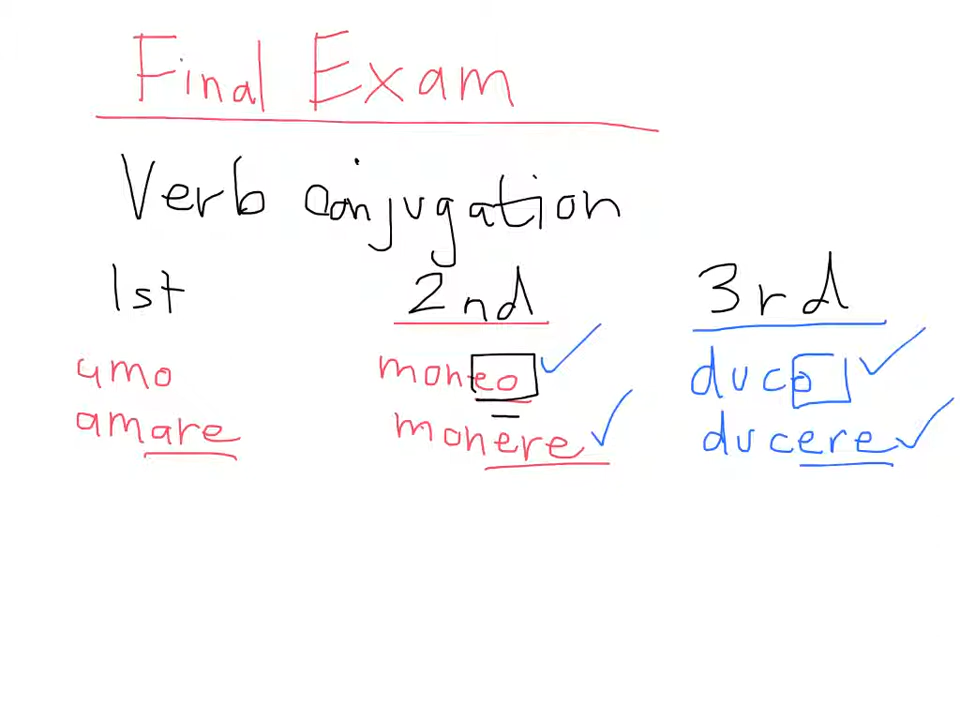 Final Exam
Verb conjugation
1st 2nd 3rd
amo moneo duco
amare monere ducere